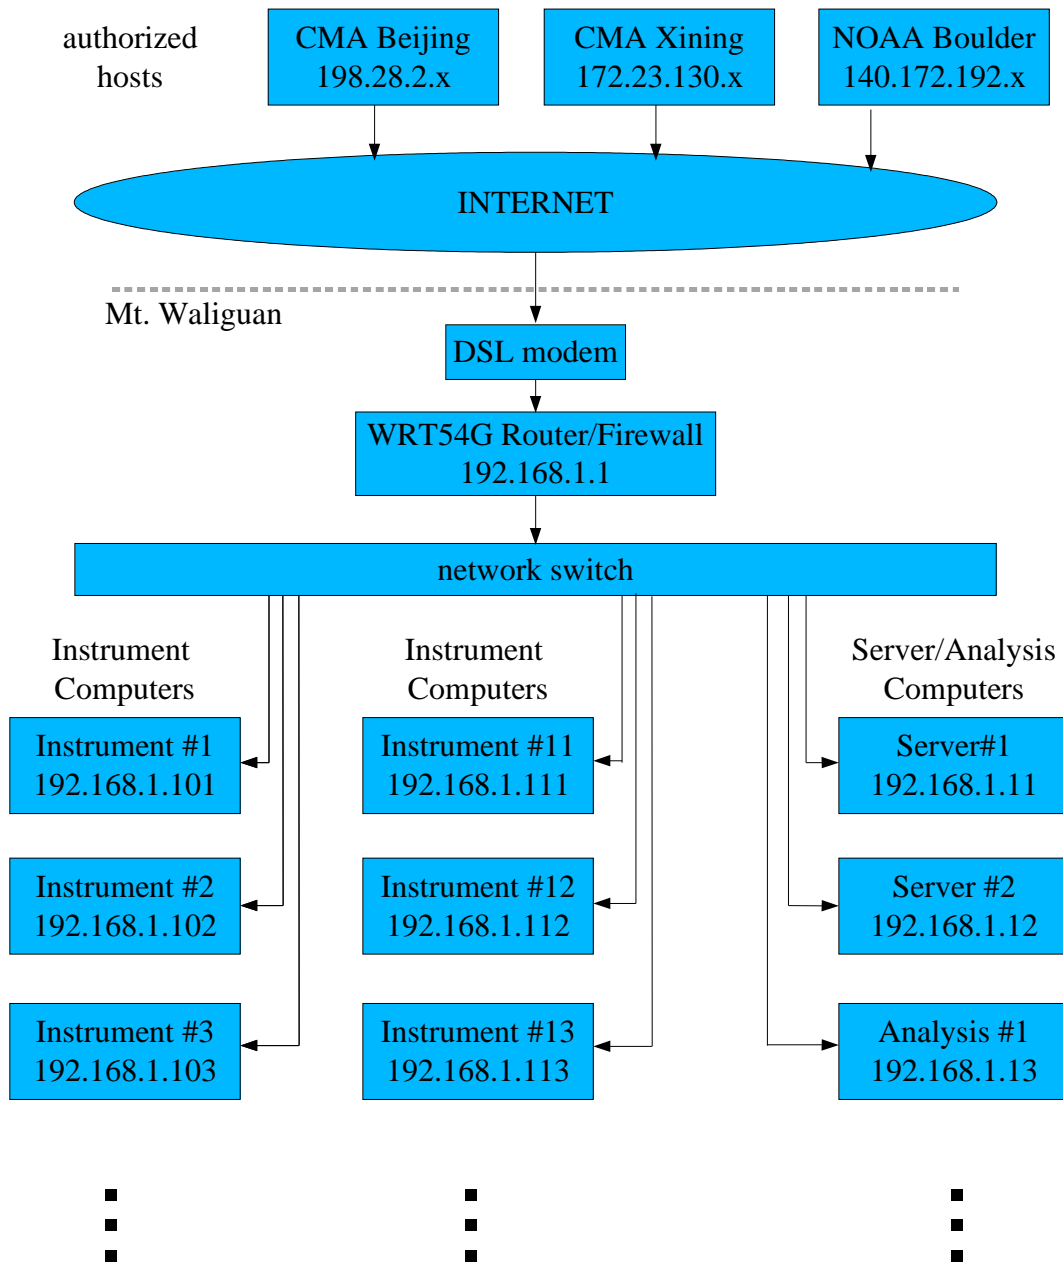 authorized
hosts
CMA Beijing
198.28.2.x
CMA Xining
172.23.130.x
NOAA Boulder
140.172.192.x
INTERNET
Mt. Waliguan
DSL modem
WRT54G Router/Firewall
192.168.1.1
network switch
Instrument
Computers
Instrument
Computers
Server/Analysis
Computers
Instrument #1
192.168.1.101
Instrument #11
192.168.1.111
Server#1
192.168.1.11
Instrument #2
192.168.1.102
Instrument #12
192.168.1.112
Server #2
192.168.1.12
Instrument #3
192.168.1.103
Instrument #13
192.168.1.113
Analysis #1
192.168.1.13